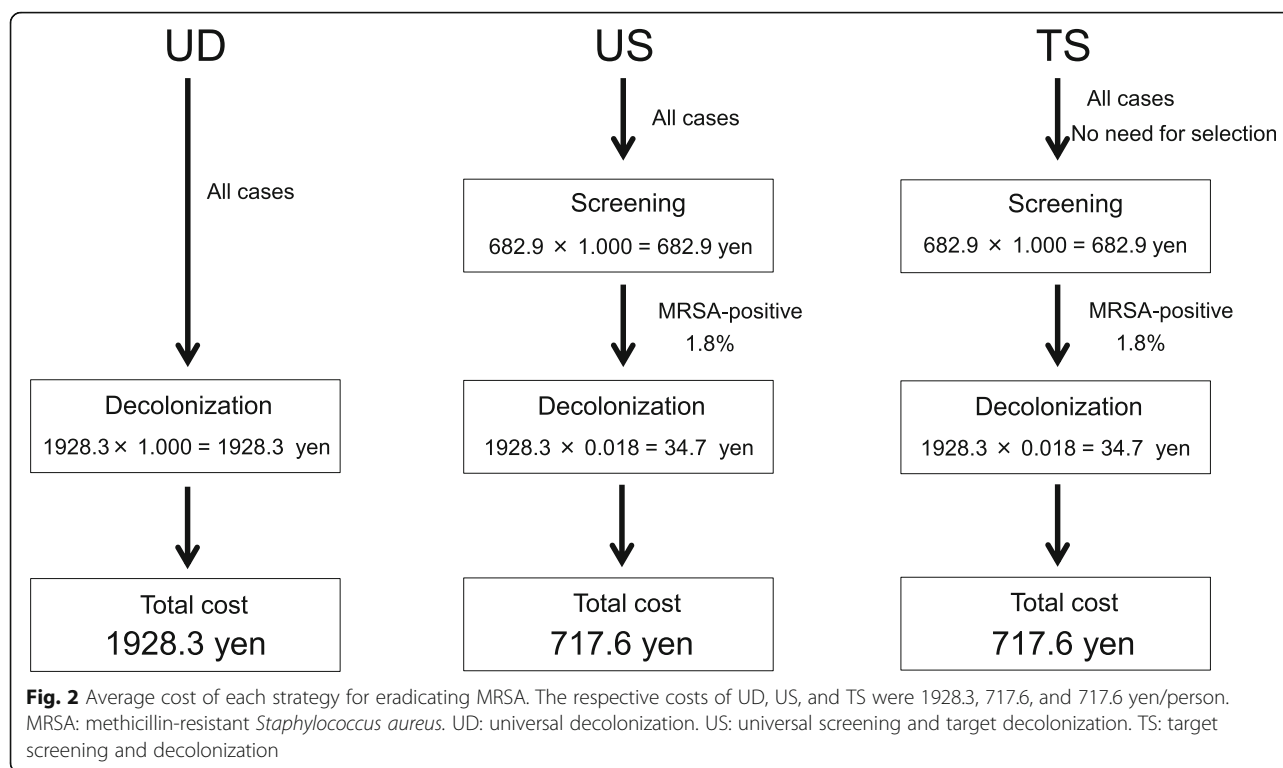 UD
All cases
Decolonization
1928.3 × 1.000 = 1928.3 yen
Total cost
1928.3 yen
US
All cases
Screening
682.9 × 1.000 = 682.9 yen
MRSA-positive
1.8%
Decolonization
1928.3 × 0.018 = 34.7 yen
Total cost
717.6 yen
TS
All cases
No need for selection
Screening
682.9 × 1.000 = 682.9 yen
MRSA-positive
1.8%
Decolonization
1928.3 × 0.018 = 34.7 yen
Total cost
717.6 yen
Fig. 2 Average cost of each strategy for eradicating MRSA. The respective costs of UD, US, and TS were 1928.3, 717.6, and 717.6 yen/person.
MRSA: methicillin-resistant Staphylococcus aureus. UD: universal decolonization. US: universal screening and target decolonization. TS: target
screening and decolonization